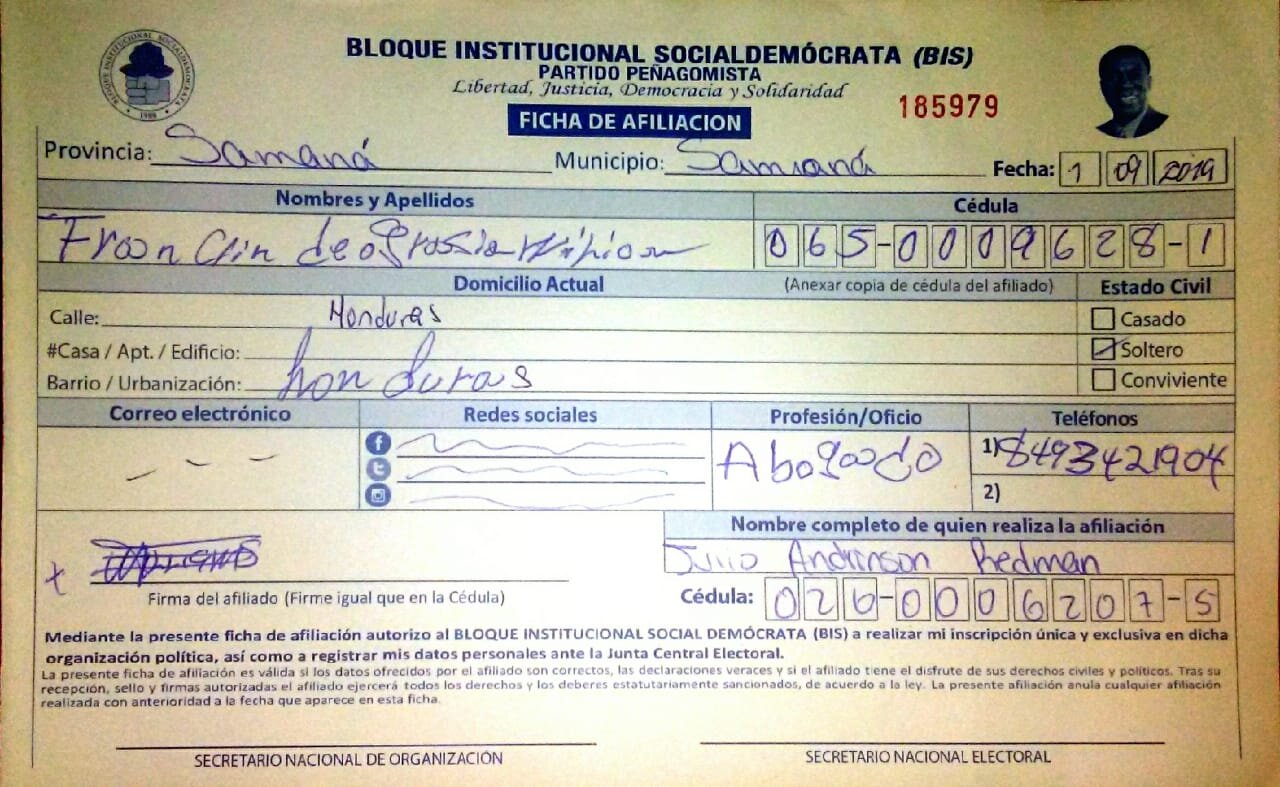 BLOQUE INSTITUCIONAL SOCIALDEMÓCRATA (BIS)
PARTIDO PEÑAGOMISTA
Libertad, Justicia, Democracia y Solidaridad
BLOQUE INSTITUCIONAL SOCIALDEMOCRATA
185979
FICHA DE AFILIACION
Provincia: Samaná Municipio: Samaná Fecha: 1 09 2019
Nombres y Apellidos Cédula
de 065-0009628-1
Domicilio Actual (Anexar copia de cédula del afiliado) Estado Civil
Calle: Honduras Casado
#Casa / Apt. / Edificio: Soltero
Barrio / Urbanización: honduras Conviviente
Correo electrónico Redes sociales Profesión/Oficio Teléfonos
- - - Abogado 1) 8493421904
2)
Nombre completo de quien realiza la afiliación
Julio Andrinson Redman
x
Firma del afiliado (Firme igual que en la Cédula) Cédula: 026-0006207-5
Mediante la presente ficha de afiliación autorizo al BLOQUE INSTITUCIONAL SOCIAL DEMÓCRATA (BIS) a realizar mi inscripción única y exclusiva en dicha
organización política, así como a registrar mis datos personales ante la Junta Central Electoral.
La presente ficha de afiliación es válida si los datos ofrecidos por el afiliado son correctos, las declaraciones veraces y si el afiliado tiene el disfrute de sus derechos civiles y políticos. Tras su
recepción, sello y firmas autorizadas el afiliado ejercerá todos los derechos y los deberes estatutariamente sancionados, de acuerdo a la ley. La presente afiliación anula cualquier afiliación
realizada con anterioridad a la fecha que aparece en esta ficha.
SECRETARIO NACIONAL DE ORGANIZACIÓN SECRETARIO NACIONAL ELECTORAL